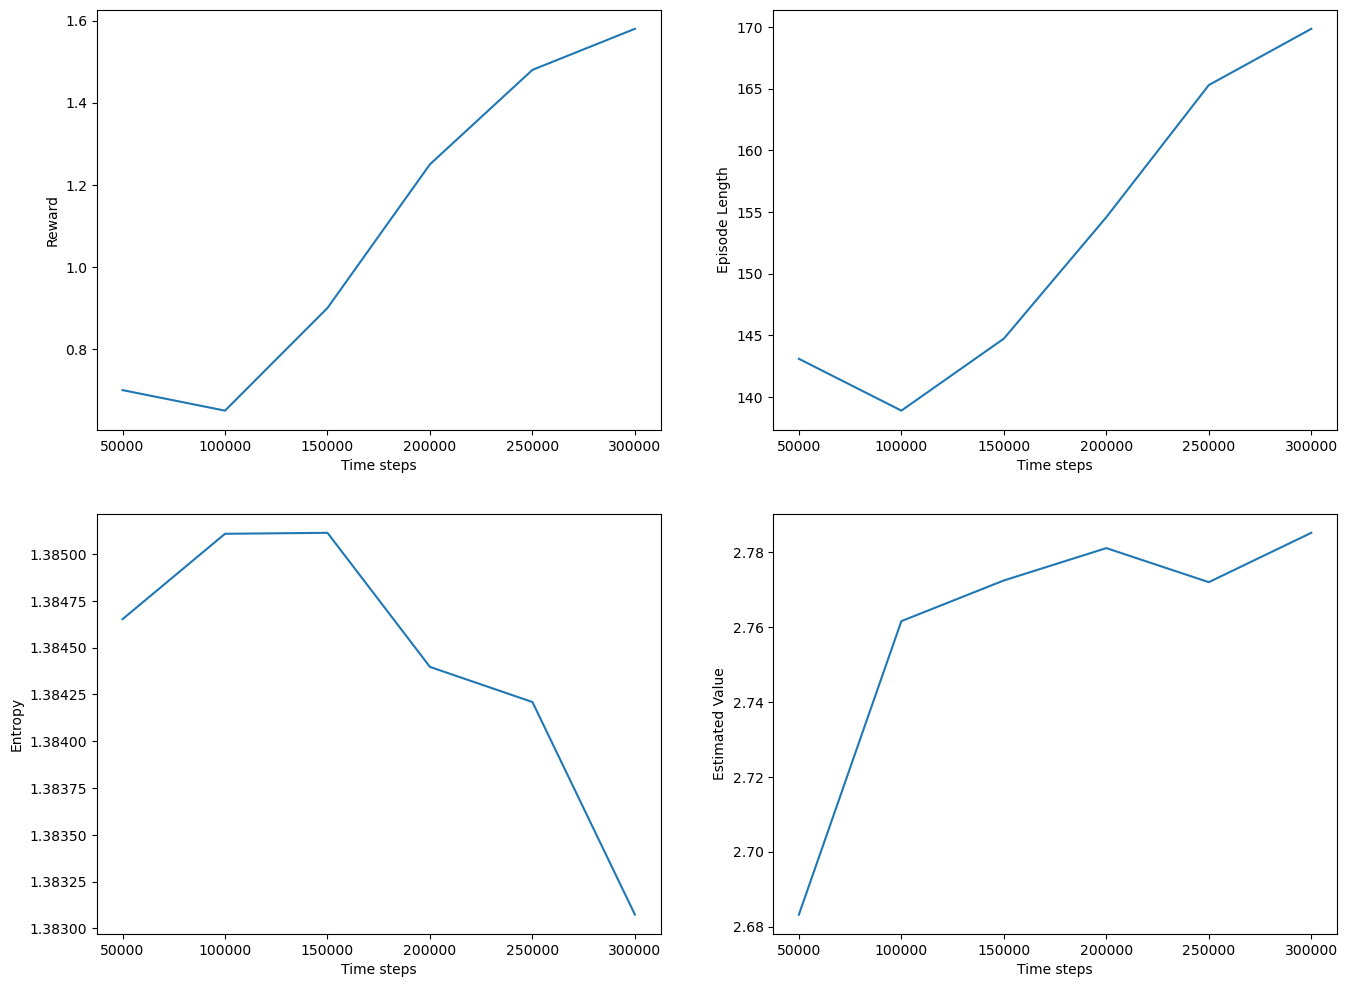 1.6
1.4
1.2
1.0
0.8
Reward
50000 100000 150000 200000 250000 300000
Time steps
170
165
160
155
150
145
140
Episode Length
50000 100000 150000 200000 250000 300000
Time steps
1.38500
1.38475
1.38450
1.38425
1.38400
1.38375
1.38350
1.38325
1.38300
Entropy
50000 100000 150000 200000 250000 300000
Time steps
2.78
2.76
2.74
2.72
2.70
2.68
Estimated Value
50000 100000 150000 200000 250000 300000
Time steps